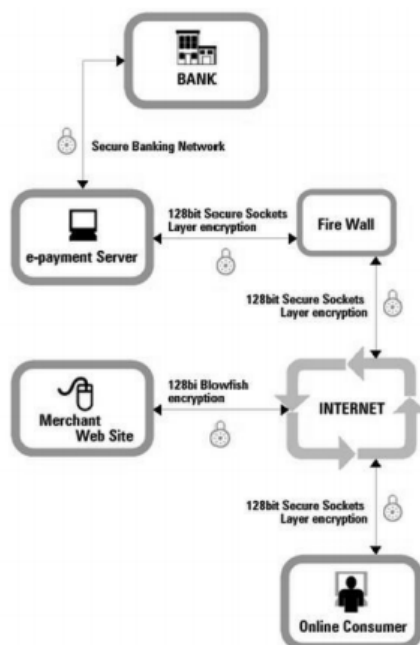 BANK
Secure Banking Network
128bit Secure Sockets
Layer encryption
e-payment Server
Fire Wall
128bit Secure Sockets
Layer encryption
128bi Blowfish
encryption
Merchant
Web Site
INTERNET
128bit Secure Sockets
Layer encryption
Online Consumer